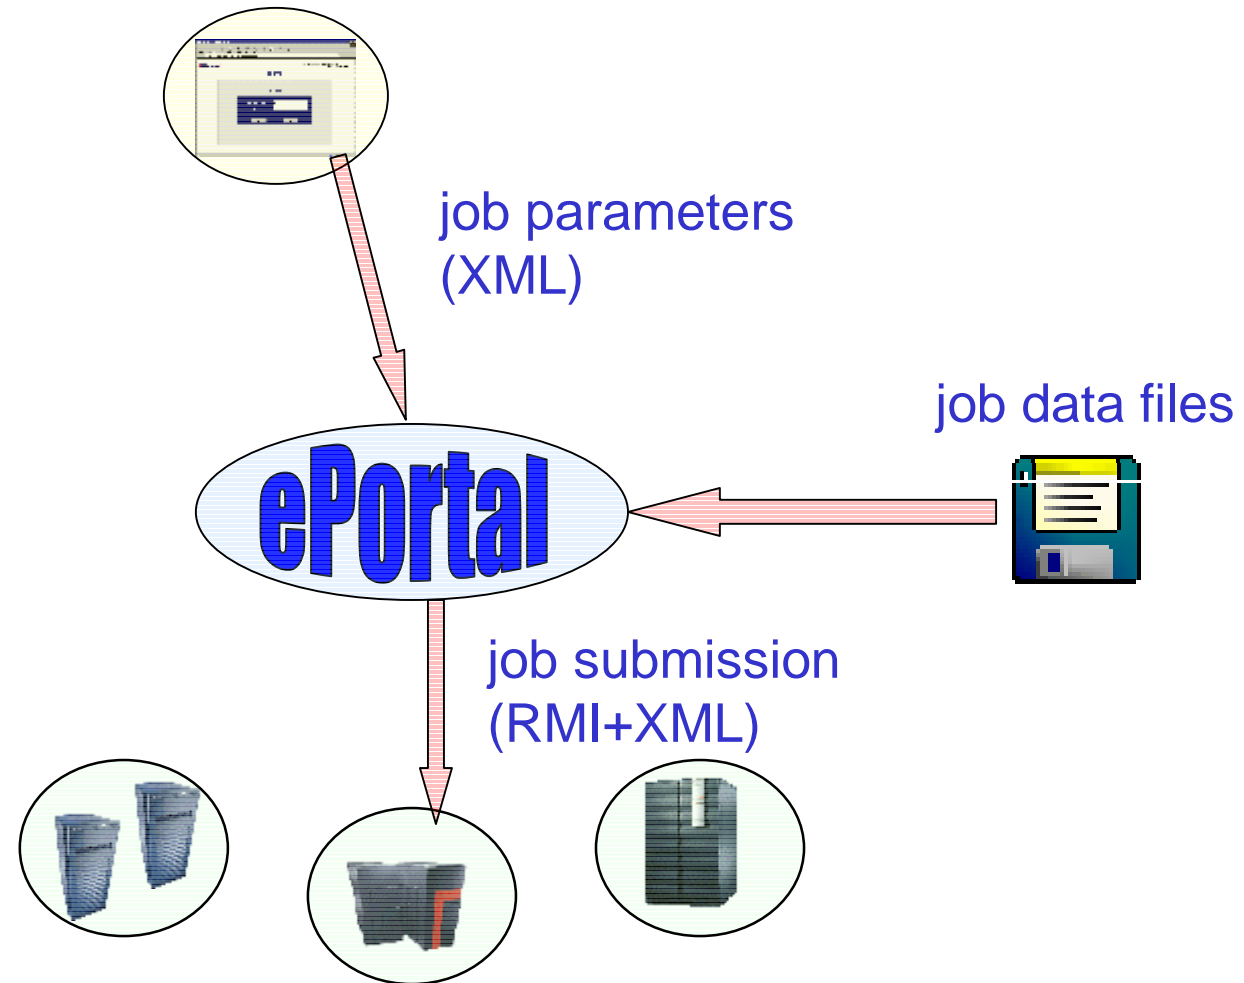 job parameters
(XML)
job data files
ePortal
job submission
(RMI+XML)